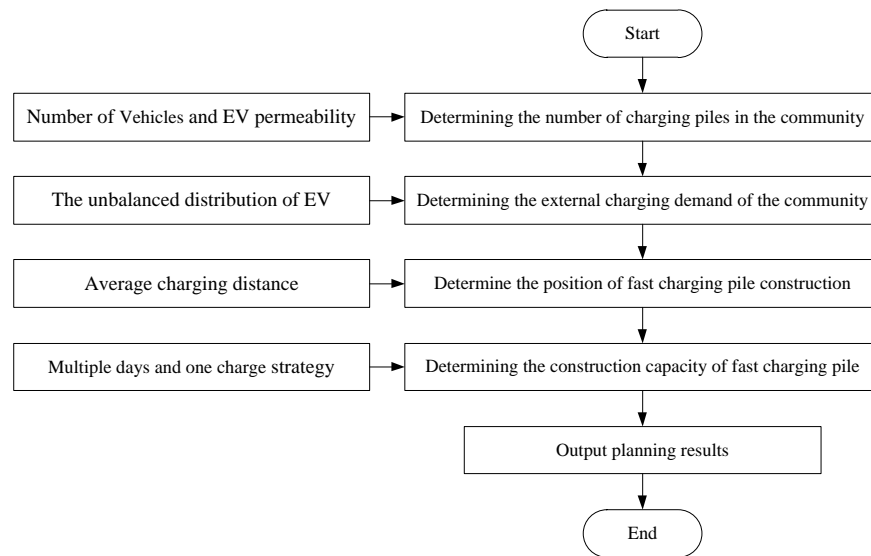 Start
Number of Vehicles and EV permeability
Determining the number of charging piles in the community
The unbalanced distribution of EV
Determining the external charging demand of the community
Average charging distance
Determine the position of fast charging pile construction
Multiple days and one charge strategy
Determining the construction capacity of fast charging pile
Output planning results
End